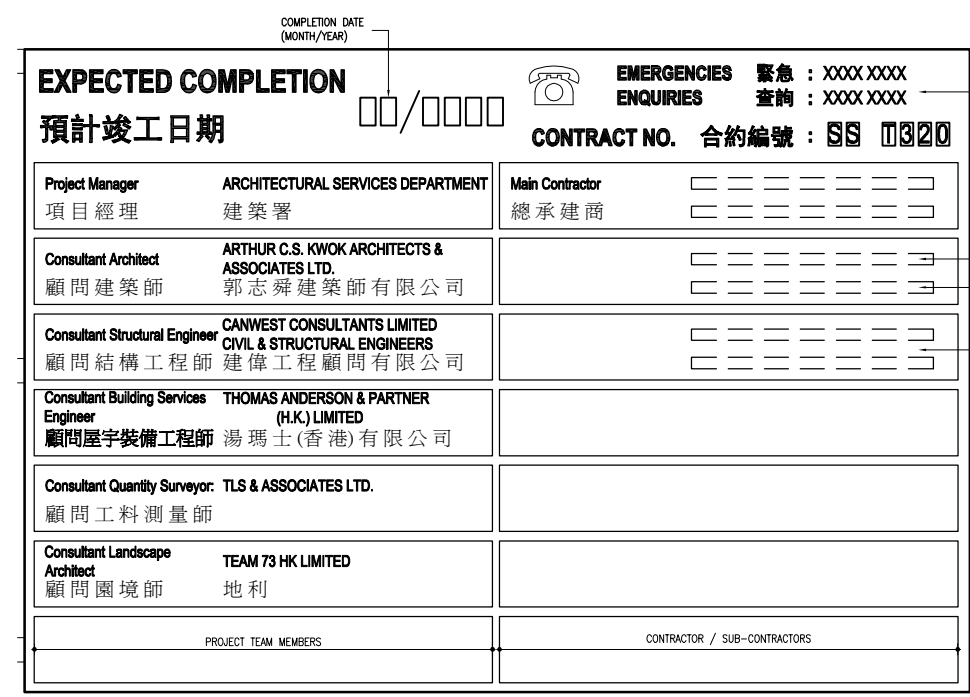 COMPLETION DATE
(MONTH/YEAR)
EXPECTED COMPLETION
預計竣工日期
EMERGENCIES 緊急 : XXXX XXXX
ENQUIRIES 查詢 : XXXX XXXX
CONTRACT NO. 合約編號 : SS T320
Project Manager
項目經理
ARCHITECTURAL SERVICES DEPARTMENT
建築署
Main Contractor
總承建商
Consultant Architect
顧問建築師
ARTHUR C.S. KWOK ARCHITECTS &
ASSOCIATES LTD.
郭志舜建築師有限公司
Consultant Structural Engineer
顧問結構工程師
CANWEST CONSULTANTS LIMITED
CIVIL & STRUCTURAL ENGINEERS
建偉工程顧問有限公司
Consultant Building Services
Engineer
顧問屋宇裝備工程師
THOMAS ANDERSON & PARTNER
(H.K.) LIMITED
湯瑪士(香港)有限公司
Consultant Quantity Surveyor:
顧問工料測量師
TLS & ASSOCIATES LTD.
Consultant Landscape
Architect
顧問園境師
TEAM 73 HK LIMITED
地利
PROJECT TEAM MEMBERS
CONTRACTOR / SUB-CONTRACTORS